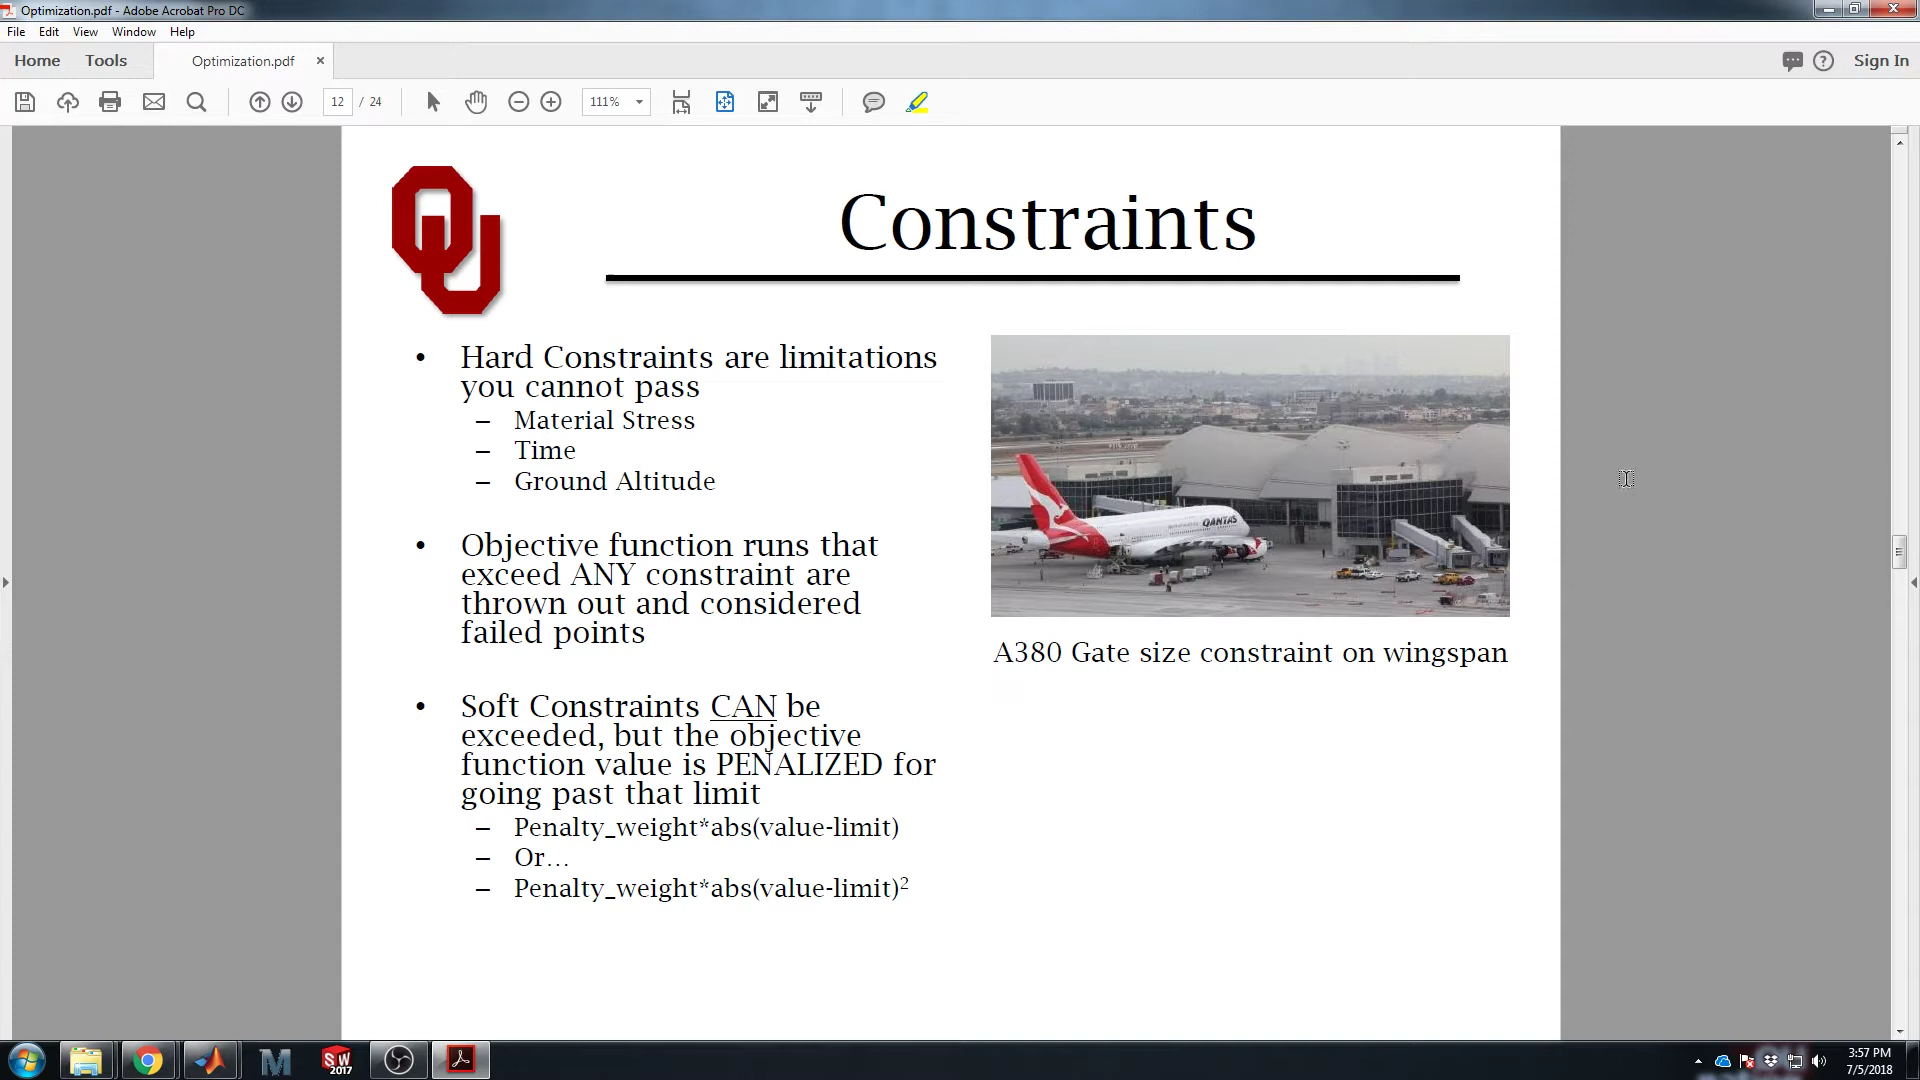 Optimization.pdf - Adobe Acrobat Pro DC
File Edit View Window Help
Home Tools Optimization.pdf × Sign In
12 / 24 111%
OU
Constraints
• Hard Constraints are limitations
you cannot pass
– Material Stress
– Time
– Ground Altitude
• Objective function runs that
exceed ANY constraint are
thrown out and considered
failed points
• Soft Constraints CAN be
exceeded, but the objective
function value is PENALIZED for
going past that limit
– Penalty_weight*abs(value-limit)
– Or...
– Penalty_weight*abs(value-limit)²
QANTAS
A380 Gate size constraint on wingspan
SW
2017
3:57 PM
7/5/2018